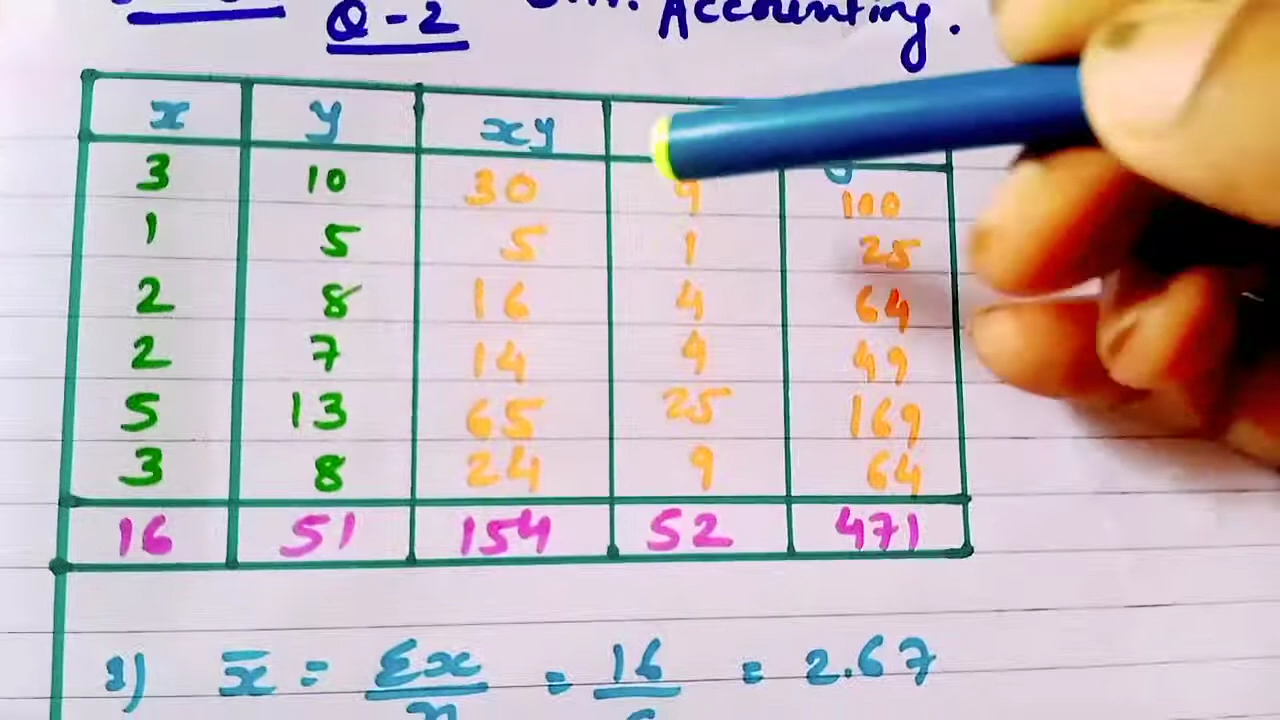 Q-2 Accounting.
x y xy
3 10 30 9 100
1 5 5 1 25
2 8 16 4 64
2 7 14 4 49
5 13 65 25 169
3 8 24 9 64
16 51 154 52 471
1) x̄ = Σx/n = 16/6 = 2.67